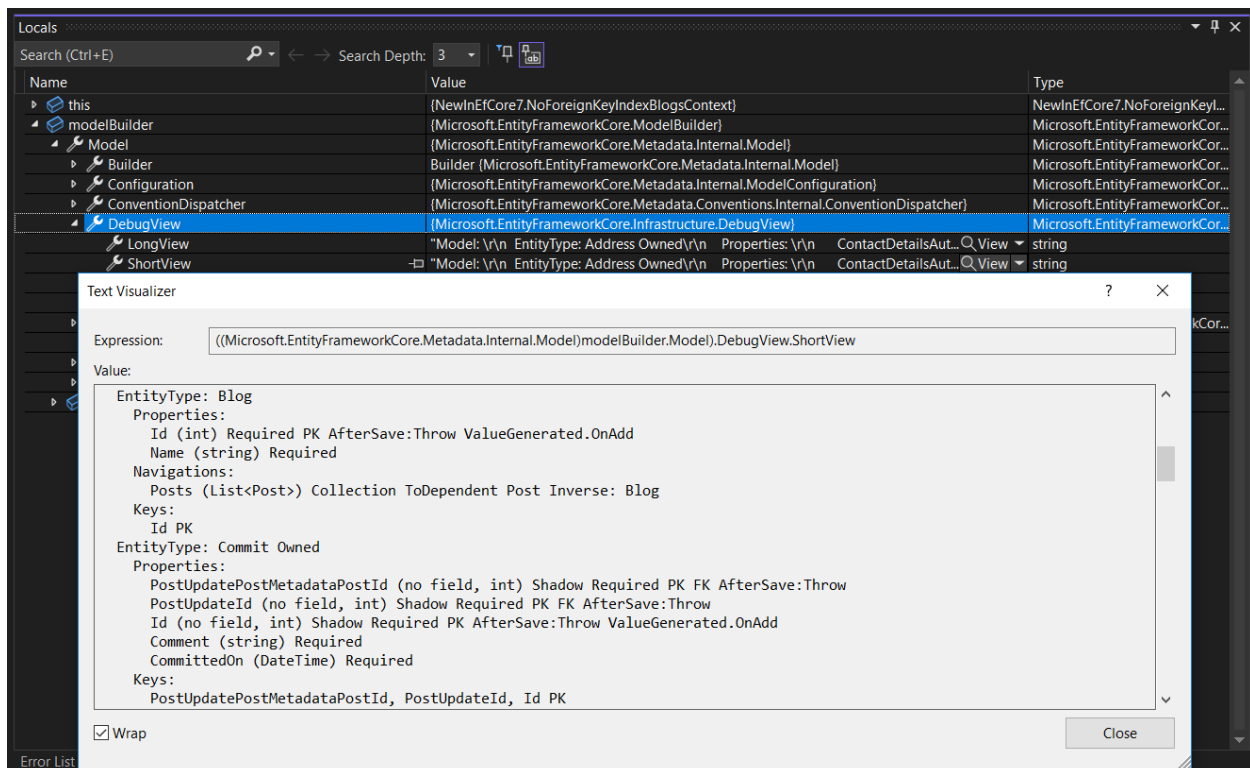 Locals
Search (Ctrl+E) Search Depth: 3
Name Value Type
this {NewInEfCore7.NoForeignKeyIndexBlogsContext} NewInEfCore7.NoForeignKeyI...
modelBuilder {Microsoft.EntityFrameworkCore.ModelBuilder} Microsoft.EntityFrameworkCor...
Model {Microsoft.EntityFrameworkCore.Metadata.Internal.Model} Microsoft.EntityFrameworkCor...
Builder Builder {Microsoft.EntityFrameworkCore.Metadata.Internal.Model} Microsoft.EntityFrameworkCor...
Configuration {Microsoft.EntityFrameworkCore.Metadata.Internal.ModelConfiguration} Microsoft.EntityFrameworkCor...
ConventionDispatcher {Microsoft.EntityFrameworkCore.Metadata.Conventions.Internal.ConventionDispatcher} Microsoft.EntityFrameworkCor...
DebugView {Microsoft.EntityFrameworkCore.Infrastructure.DebugView} Microsoft.EntityFrameworkCor...
LongView "Model: \r\n EntityType: Address Owned\r\n Properties: \r\n ContactDetailsAut... View string
ShortView "Model: \r\n EntityType: Address Owned\r\n Properties: \r\n ContactDetailsAut... View string
Text Visualizer ?
kCor...
Expression: ((Microsoft.EntityFrameworkCore.Metadata.Internal.Model)modelBuilder.Model).DebugView.ShortView
Value:
EntityType: Blog
Properties:
Id (int) Required PK AfterSave:Throw ValueGenerated.OnAdd
Name (string) Required
Navigations:
Posts (List<Post>) Collection ToDependent Post Inverse: Blog
Keys:
Id PK
EntityType: Commit Owned
Properties:
PostUpdatePostMetadataPostId (no field, int) Shadow Required PK FK AfterSave:Throw
PostUpdateId (no field, int) Shadow Required PK FK AfterSave:Throw
Id (no field, int) Shadow Required PK AfterSave:Throw ValueGenerated.OnAdd
Comment (string) Required
CommittedOn (DateTime) Required
Keys:
PostUpdatePostMetadataPostId, PostUpdateId, Id PK
Wrap Close
Error List